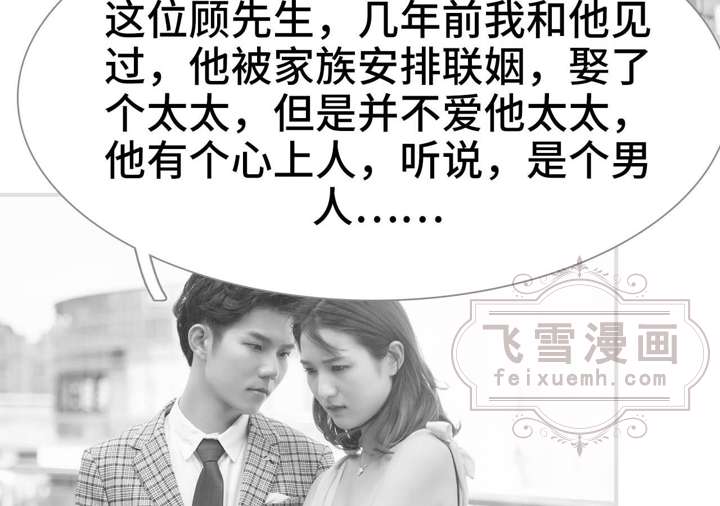 这位顾先生，几年前我和他见
过，他被家族安排联姻，娶了
个太太，但是并不爱他太太，
他有个心上人，听说，是个男
人……
飞雪漫画
feixuemh.com